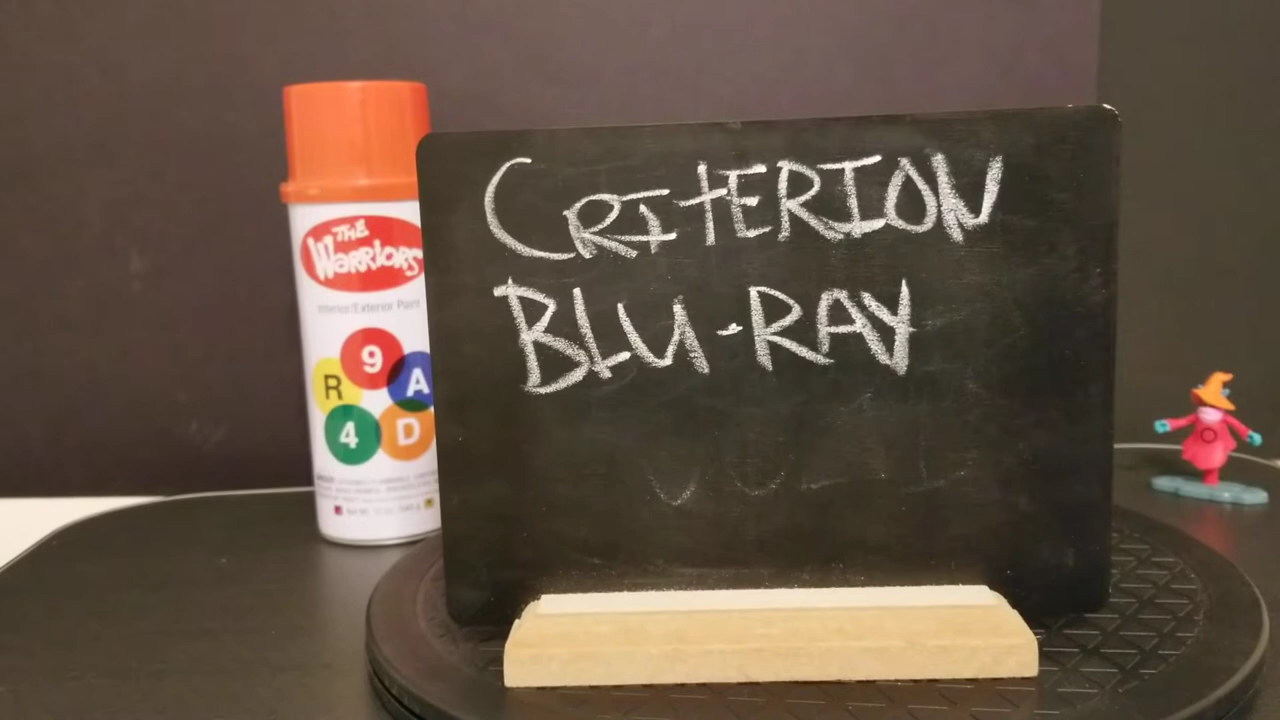 THE
WARRIORS
Interior/Exterior Paint
9
R A
4 D
CRITERION
BLU-RAY